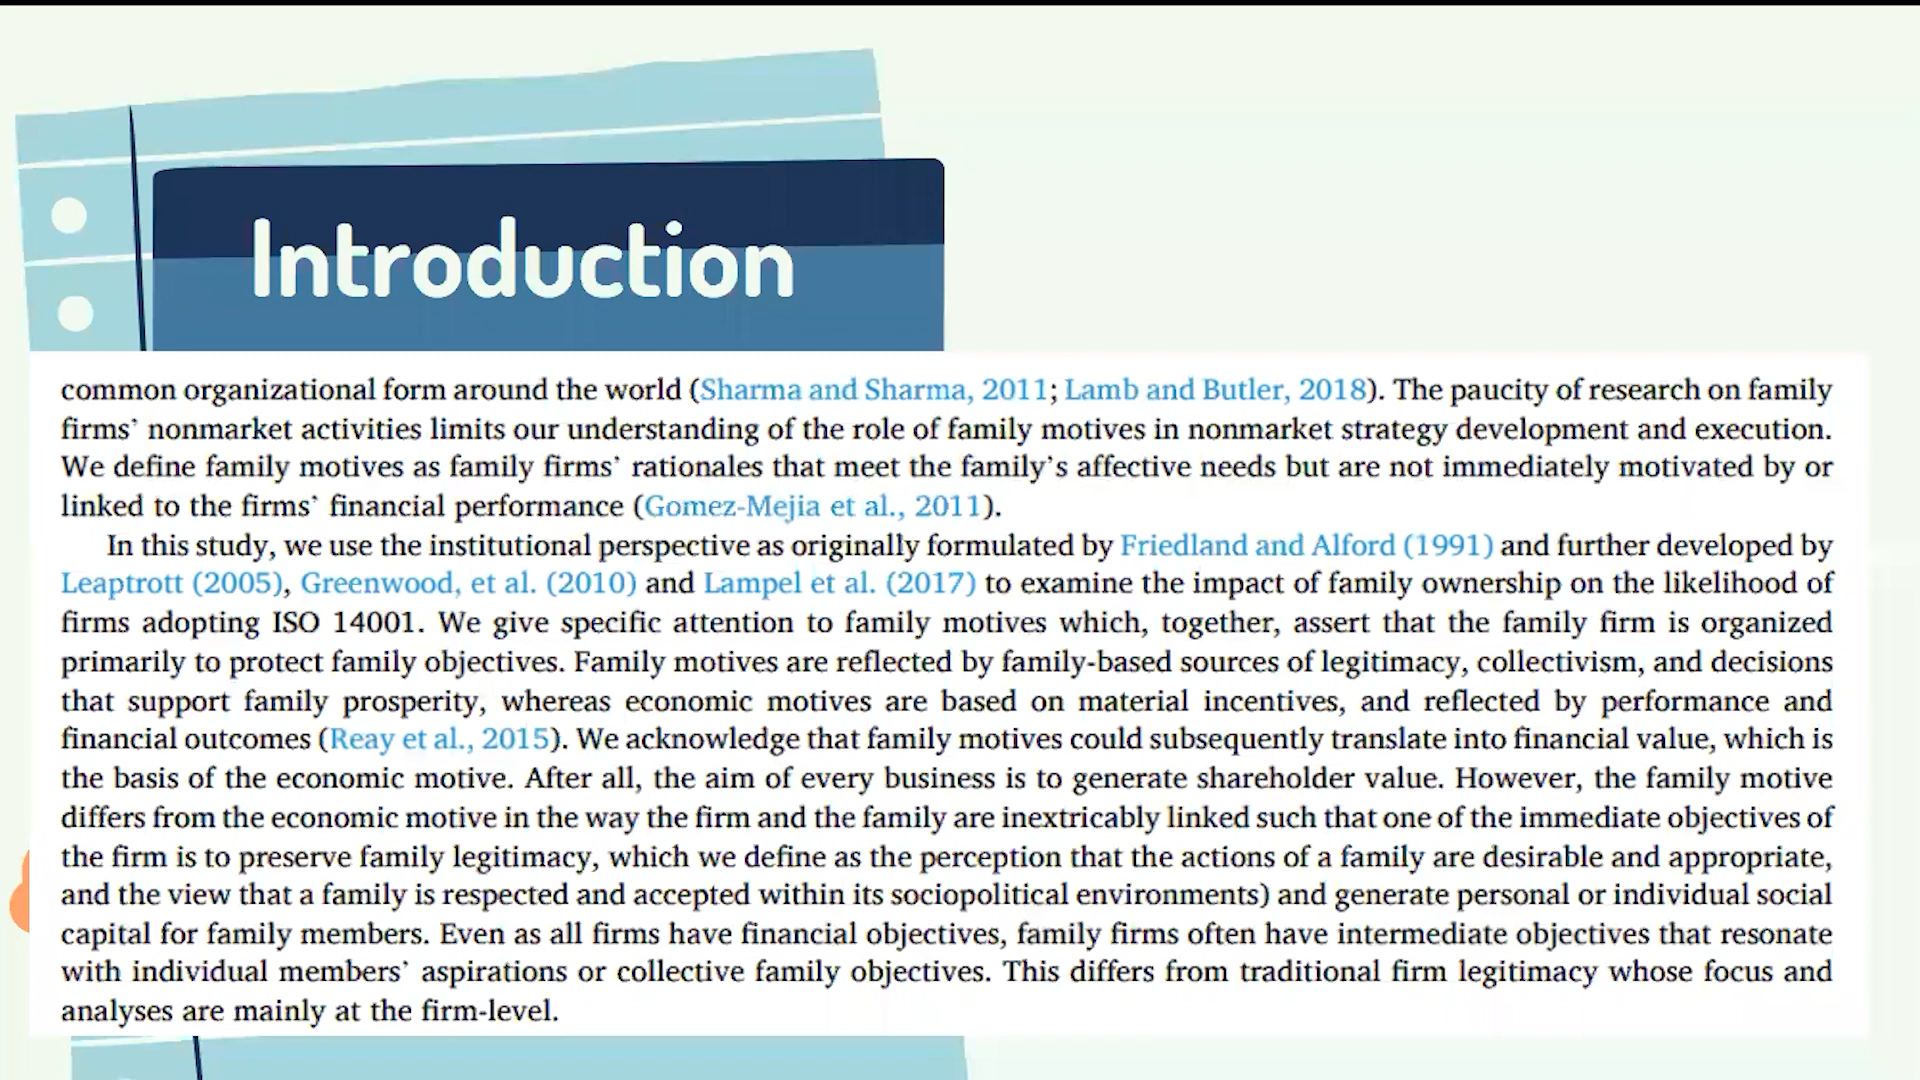 Introduction
common organizational form around the world (Sharma and Sharma, 2011; Lamb and Butler, 2018). The paucity of research on family
firms’ nonmarket activities limits our understanding of the role of family motives in nonmarket strategy development and execution.
We define family motives as family firms’ rationales that meet the family’s affective needs but are not immediately motivated by or
linked to the firms’ financial performance (Gomez-Mejia et al., 2011).
In this study, we use the institutional perspective as originally formulated by Friedland and Alford (1991) and further developed by
Leaptrott (2005), Greenwood, et al. (2010) and Lampel et al. (2017) to examine the impact of family ownership on the likelihood of
firms adopting ISO 14001. We give specific attention to family motives which, together, assert that the family firm is organized
primarily to protect family objectives. Family motives are reflected by family-based sources of legitimacy, collectivism, and decisions
that support family prosperity, whereas economic motives are based on material incentives, and reflected by performance and
financial outcomes (Reay et al., 2015). We acknowledge that family motives could subsequently translate into financial value, which is
the basis of the economic motive. After all, the aim of every business is to generate shareholder value. However, the family motive
differs from the economic motive in the way the firm and the family are inextricably linked such that one of the immediate objectives of
the firm is to preserve family legitimacy, which we define as the perception that the actions of a family are desirable and appropriate,
and the view that a family is respected and accepted within its sociopolitical environments) and generate personal or individual social
capital for family members. Even as all firms have financial objectives, family firms often have intermediate objectives that resonate
with individual members’ aspirations or collective family objectives. This differs from traditional firm legitimacy whose focus and
analyses are mainly at the firm-level.